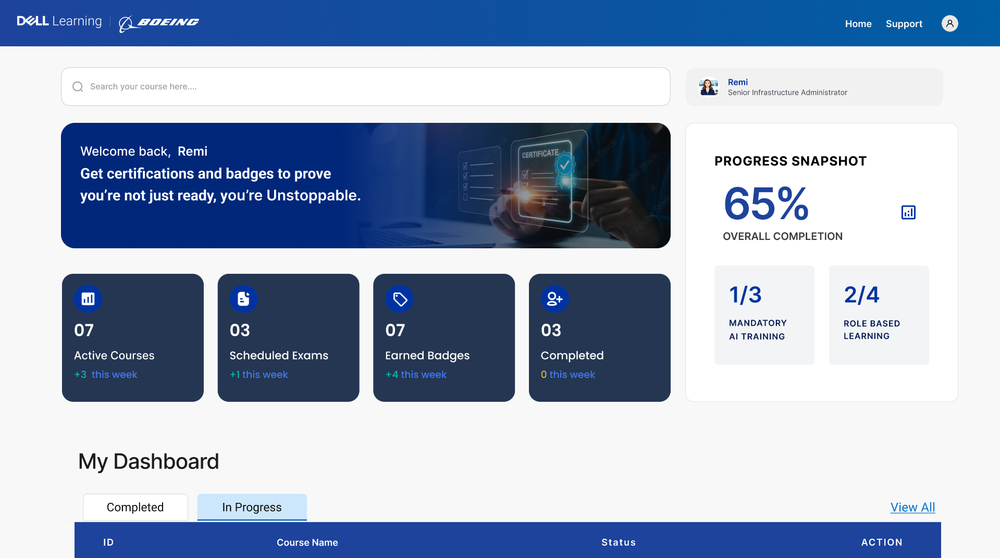 DELL Learning
BOEING
Home
Support
Search your course here....
Remi
Senior Infrastructure Administrator
Welcome back, Remi
Get certifications and badges to prove
you’re not just ready, you’re Unstoppable.
CERTIFICATE
Adobe Stock
PROGRESS SNAPSHOT
65%
OVERALL COMPLETION
1/3
MANDATORY
AI TRAINING
2/4
ROLE BASED
LEARNING
07
Active Courses
+3 this week
03
Scheduled Exams
+1 this week
07
Earned Badges
+4 this week
03
Completed
0 this week
My Dashboard
Completed
In Progress
View All
ID
Course Name
Status
ACTION